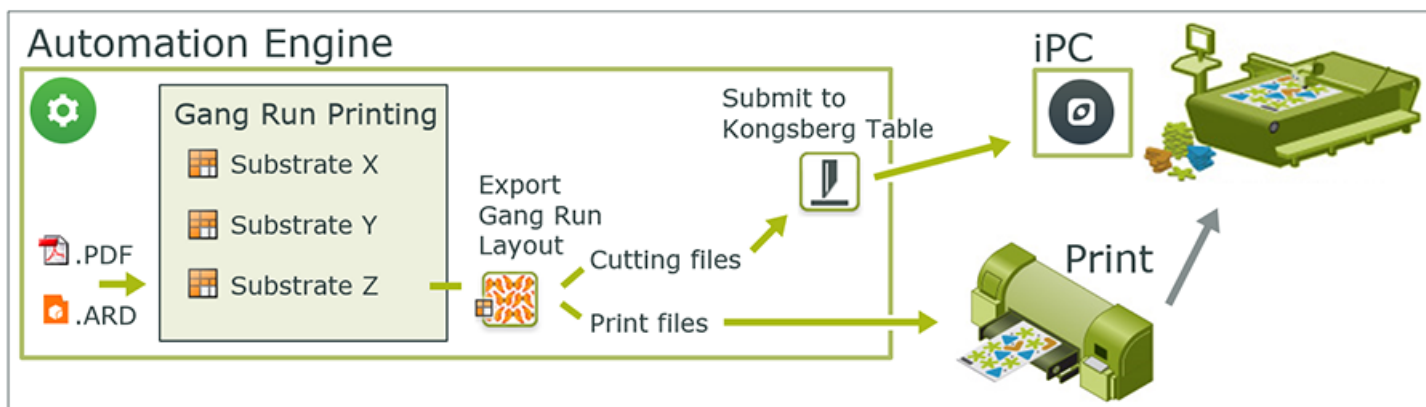 Automation Engine
Gang Run Printing
Substrate X
Substrate Y
Substrate Z
.PDF
.ARD
Export
Gang Run
Layout
Cutting files
Print files
Submit to
Kongsberg Table
iPC
Print